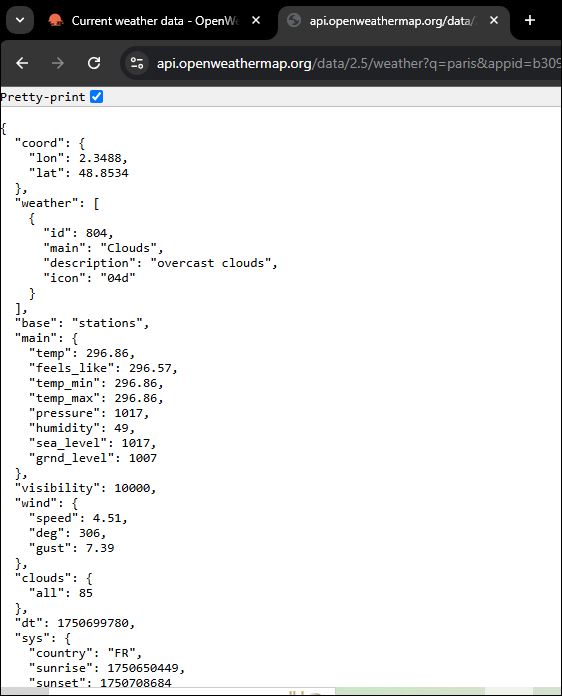 Current weather data - OpenWe
api.openweathermap.org/data/
api.openweathermap.org/data/2.5/weather?q=paris&appid=b309
Pretty-print
{
  "coord": {
    "lon": 2.3488,
    "lat": 48.8534
  },
  "weather": [
    {
      "id": 804,
      "main": "Clouds",
      "description": "overcast clouds",
      "icon": "04d"
    }
  ],
  "base": "stations",
  "main": {
    "temp": 296.86,
    "feels_like": 296.57,
    "temp_min": 296.86,
    "temp_max": 296.86,
    "pressure": 1017,
    "humidity": 49,
    "sea_level": 1017,
    "grnd_level": 1007
  },
  "visibility": 10000,
  "wind": {
    "speed": 4.51,
    "deg": 306,
    "gust": 7.39
  },
  "clouds": {
    "all": 85
  },
  "dt": 1750699780,
  "sys": {
    "country": "FR",
    "sunrise": 1750650449,
    "sunset": 1750708684